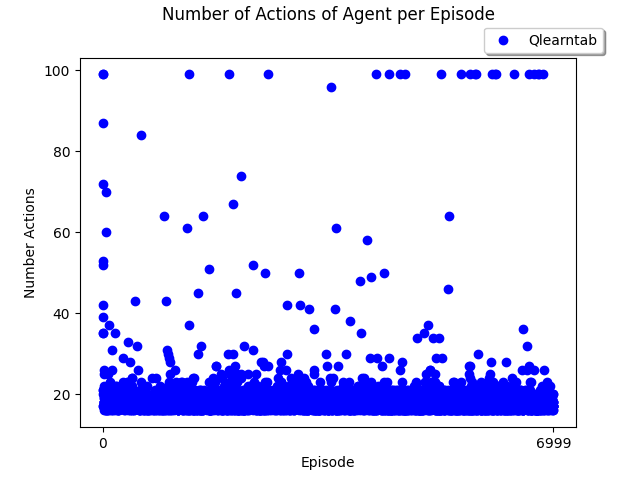 Number of Actions of Agent per Episode
Qlearntab
100
80
60
40
20
Number Actions
0
6999
Episode